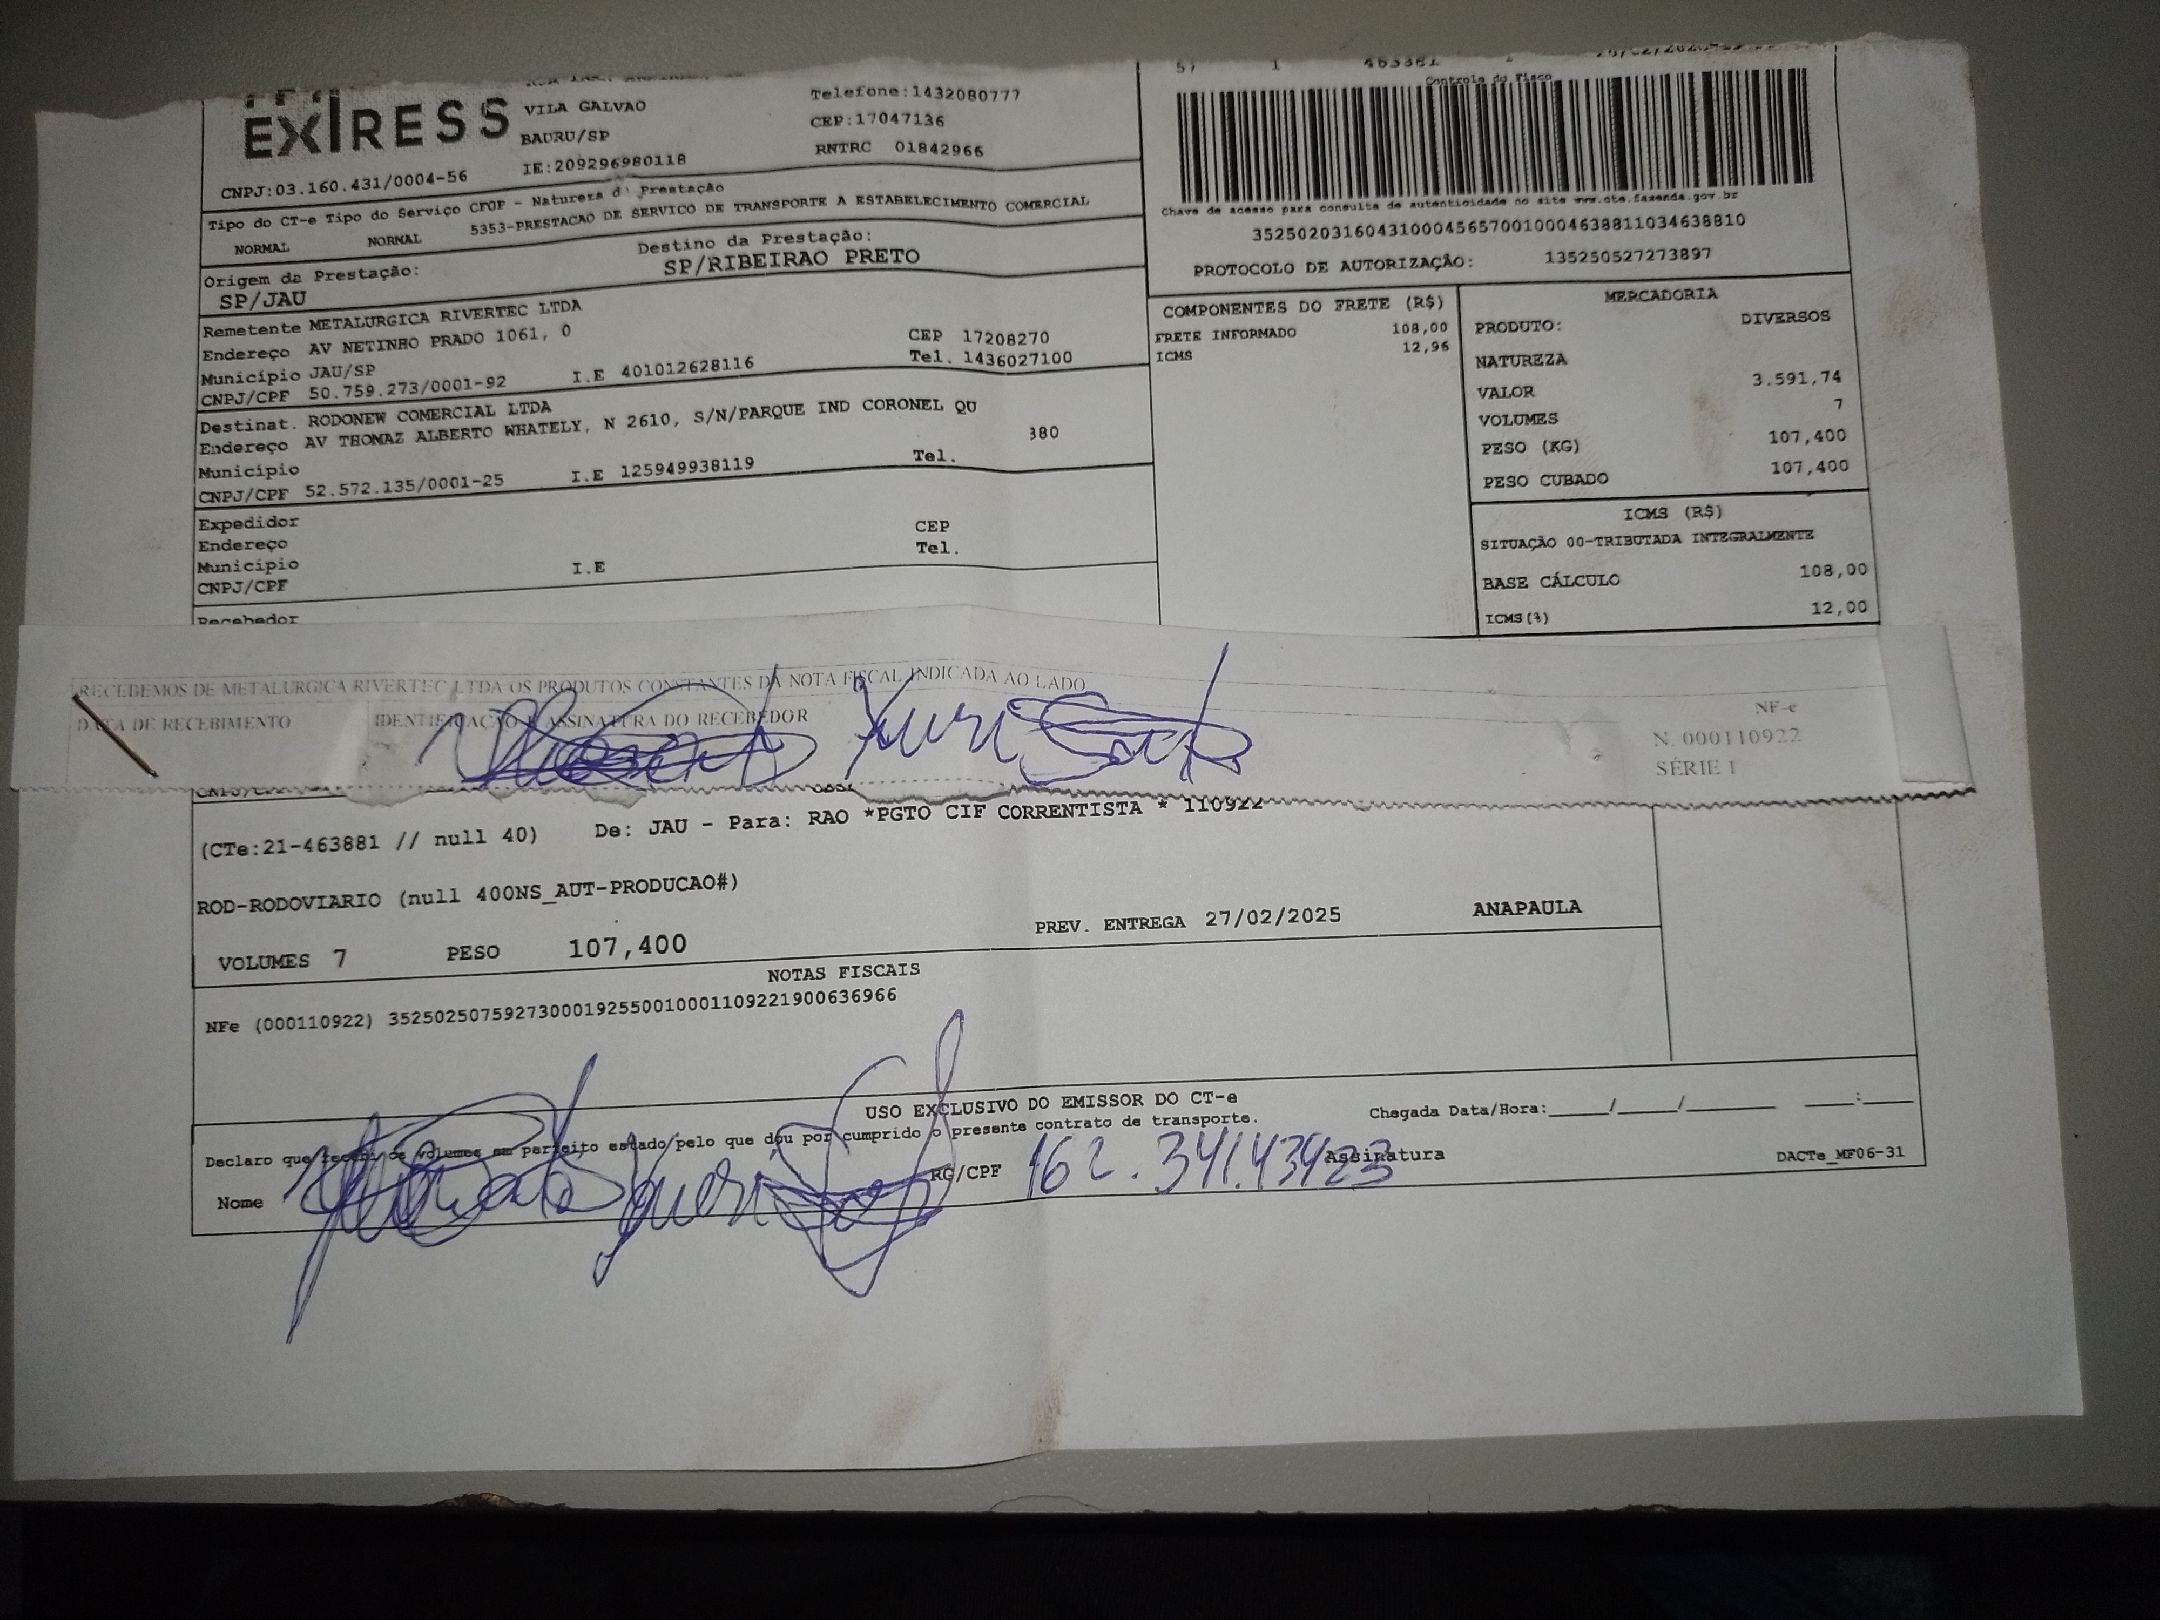 57 1 463881
Controle do Fisco
EXPRESS
VILA GALVAO
BAURU/SP
IE:209296980118
Telefone:1432080777
CEP:17047136
RNTRC 01842966
CNPJ:03.160.431/0004-56
Chave de acesso para consulta de autenticidade no site www.cte.fazenda.gov.br
35250203160431000456570010004638811034638810
PROTOCOLO DE AUTORIZAÇÃO: 135250527273897
Tipo do CT-e Tipo do Serviço CFOP - Natureza d' Prestação
NORMAL NORMAL 5353-PRESTACAO DE SERVICO DE TRANSPORTE A ESTABELECIMENTO COMERCIAL
Origem da Prestação: Destino da Prestação:
SP/JAU SP/RIBEIRAO PRETO
Remetente METALURGICA RIVERTEC LTDA
Endereço AV NETINHO PRADO 1061, 0 CEP 17208270
Município JAU/SP Tel. 1436027100
CNPJ/CPF 50.759.273/0001-92 I.E 401012628116
Destinat. RODONEW COMERCIAL LTDA
Endereço AV THOMAZ ALBERTO WHATELY, N 2610, S/N/PARQUE IND CORONEL QU
Município 380
CNPJ/CPF 52.572.135/0001-25 I.E 125949938119 Tel.
Expedidor
Endereço CEP
Município Tel.
CNPJ/CPF I.E
Recebedor
COMPONENTES DO FRETE (R$)
FRETE INFORMADO 108,00
ICMS 12,96
MERCADORIA
PRODUTO: DIVERSOS
NATUREZA
VALOR 3.591,74
VOLUMES 7
PESO (KG) 107,400
PESO CUBADO 107,400
ICMS (R$)
SITUAÇÃO 00-TRIBUTADA INTEGRALMENTE
BASE CÁLCULO 108,00
ICMS(%) 12,00
RECEBEMOS DE METALURGICA RIVERTEC LTDA OS PRODUTOS CONSTANTES DA NOTA FISCAL INDICADA AO LADO
DATA DE RECEBIMENTO IDENTIFICAÇÃO E ASSINATURA DO RECEBEDOR
NF-e
N. 000110922
SÉRIE 1
(CTe:21-463881 // null 40) De: JAU - Para: RAO *PGTO CIF CORRENTISTA * 110922
ROD-RODOVIARIO (null 400NS_AUT-PRODUCAO#)
VOLUMES 7 PESO 107,400 PREV. ENTREGA 27/02/2025 ANAPAULA
NOTAS FISCAIS
NFe (000110922) 35250250759273000192550010001109221900636966
USO EXCLUSIVO DO EMISSOR DO CT-e
Declaro que recebi os volumes em perfeito estado pelo que dou por cumprido o presente contrato de transporte. Chegada Data/Hora:_____/_____/_______ ____:____
Nome RG/CPF 162.341.43923 Assinatura DACTe_MF06-31